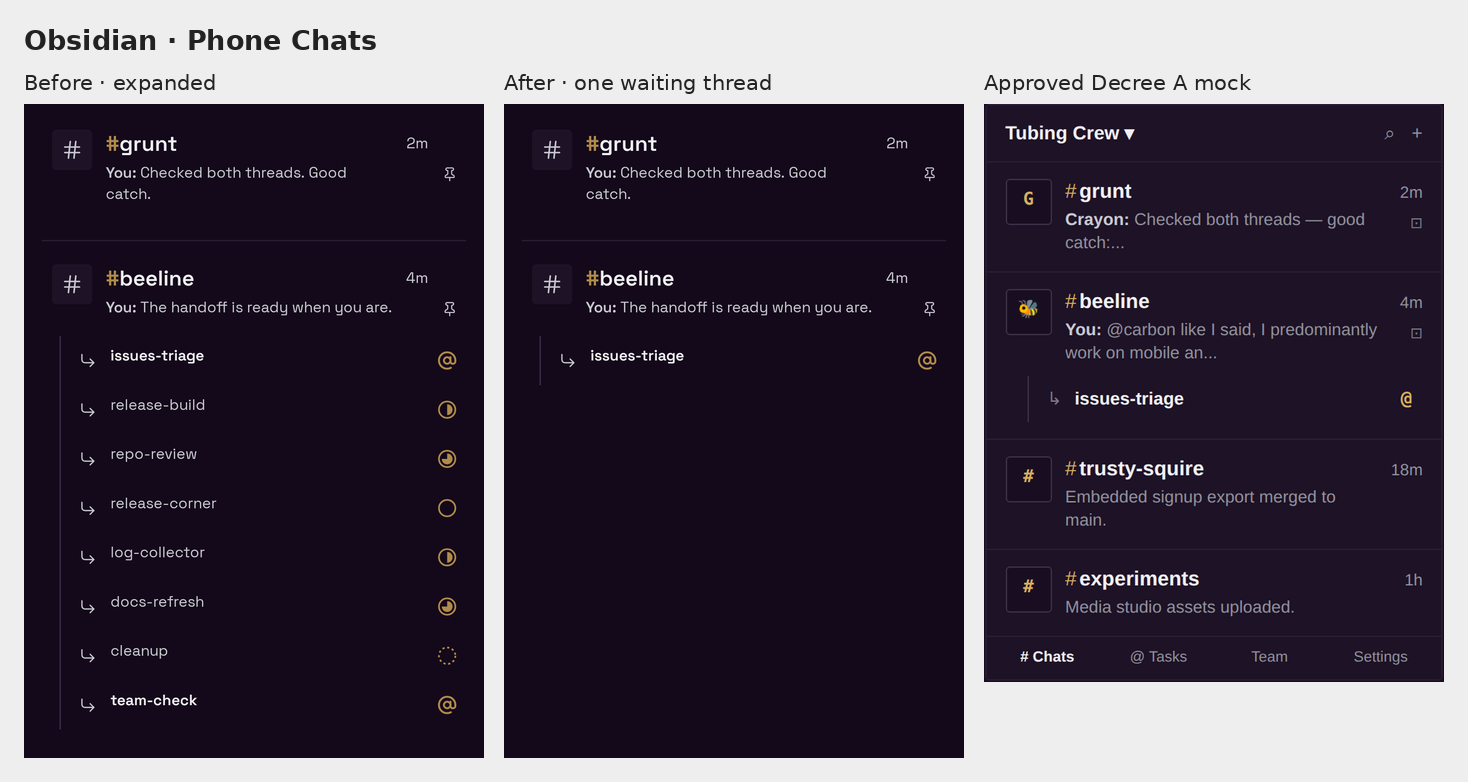 Obsidian · Phone Chats
Before · expanded
#
#grunt
2m
You: Checked both threads. Good
catch.
#
#beeline
4m
You: The handoff is ready when you are.
issues-triage
@
release-build
repo-review
release-corner
log-collector
docs-refresh
cleanup
team-check
@
After · one waiting thread
#
#grunt
2m
You: Checked both threads. Good
catch.
#
#beeline
4m
You: The handoff is ready when you are.
issues-triage
@
Approved Decree A mock
Tubing Crew ▾
+
G
#grunt
2m
Crayon: Checked both threads — good
catch:...
#beeline
4m
You: @carbon like I said, I predominantly
work on mobile an...
↳ issues-triage
@
#
#trusty-squire
18m
Embedded signup export merged to
main.
#
#experiments
1h
Media studio assets uploaded.
# Chats
@ Tasks
Team
Settings